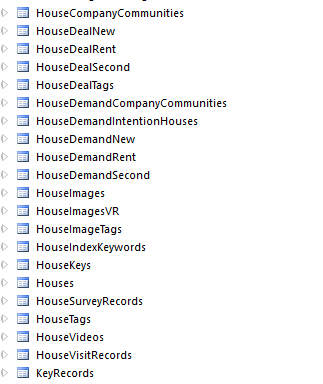 HouseCompanyCommunities
HouseDealNew
HouseDealRent
HouseDealSecond
HouseDealTags
HouseDemandCompanyCommunities
HouseDemandIntentionHouses
HouseDemandNew
HouseDemandRent
HouseDemandSecond
HouseImages
HouseImagesVR
HouseImageTags
HouseIndexKeywords
HouseKeys
Houses
HouseSurveyRecords
HouseTags
HouseVideos
HouseVisitRecords
KeyRecords